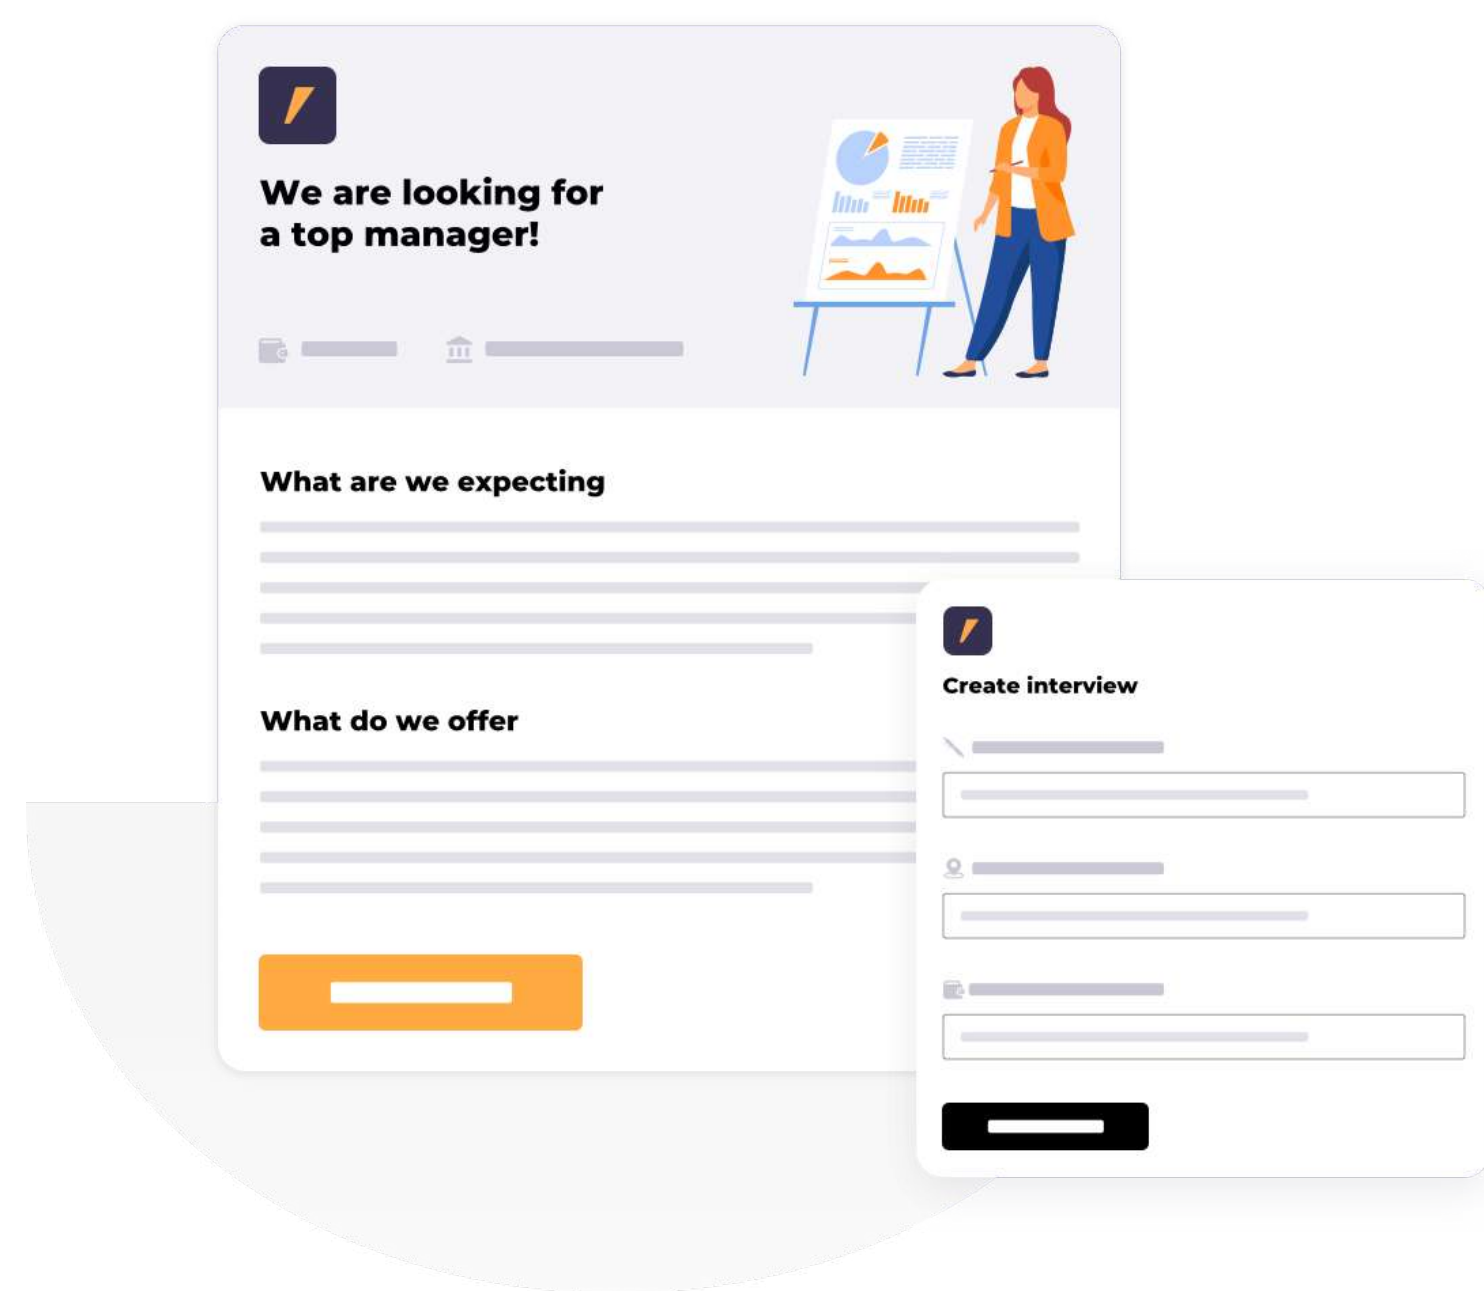 We are looking for
a top manager!
What are we expecting
What do we offer
Create interview